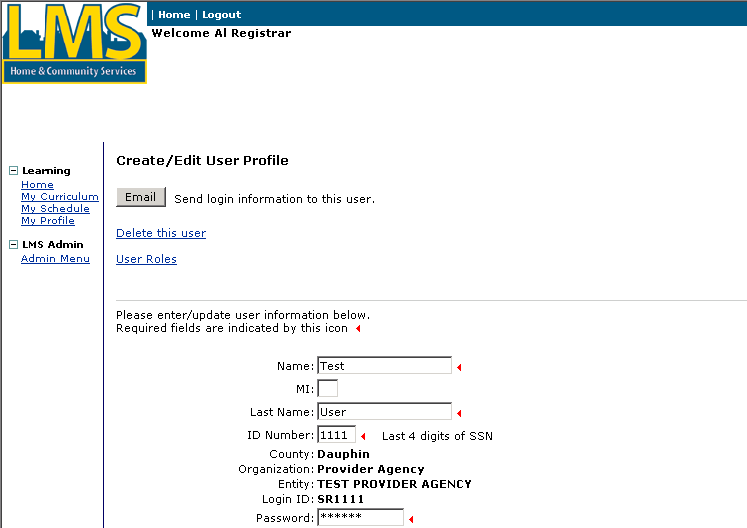 LMS
Home & Community Services
| Home | Logout
Welcome Al Registrar
Learning
Home
My Curriculum
My Schedule
My Profile
LMS Admin
Admin Menu
Create/Edit User Profile
Email Send login information to this user.
Delete this user
User Roles
Please enter/update user information below.
Required fields are indicated by this icon
Name: Test
MI:
Last Name: User
ID Number: 1111 Last 4 digits of SSN
County: Dauphin
Organization: Provider Agency
Entity: TEST PROVIDER AGENCY
Login ID: SR1111
Password: ******